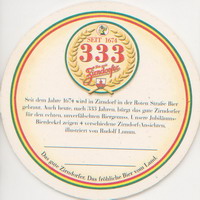 SEIT 1674
333
Zirndorfer
Seit dem Jahre 1674 wird in Zirndorf in der Roten Straße Bier
gebraut. Auch heute, nach 333 Jahren, bürgt das gute Zirndorfer
für den echten, unverfälschten Biergenuss. Unsere Jubiläums-
Bierdeckel zeigen 4 verschiedene Zirndorf-Ansichten,
illustriert von Rudolf
Das gute Zirndorfer. Das fröhliche Bier vom Land.